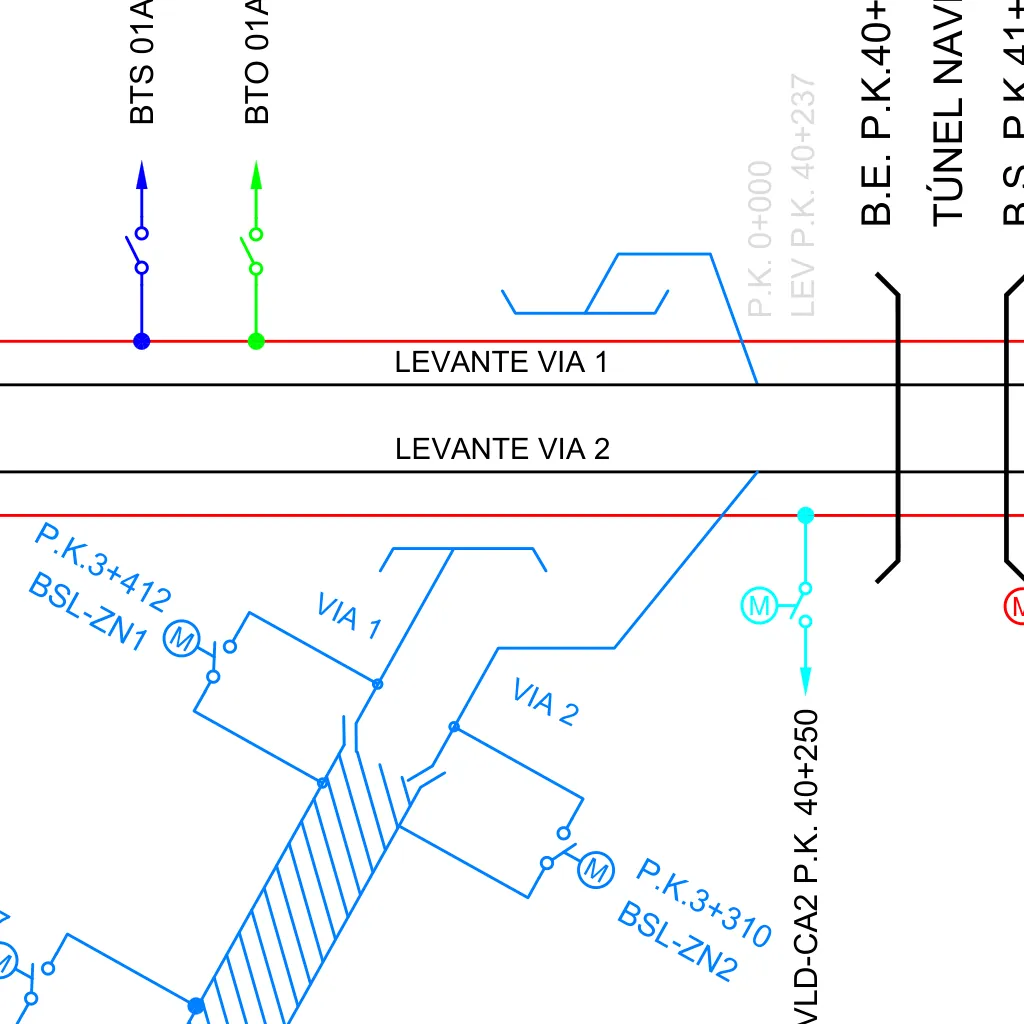 BTS 01A
BTO 01A
P.K. 0+000
LEV P.K. 40+237
B.E. P.K.40+
TÚNEL
B.S. P.K.41+
LEVANTE VIA 1
LEVANTE VIA 2
P.K.3+412
BSL-ZN1
M
VIA 1
VIA 2
M
M
M
P.K.3+310
BSL-ZN2
VLD-CA2 P.K. 40+250
M